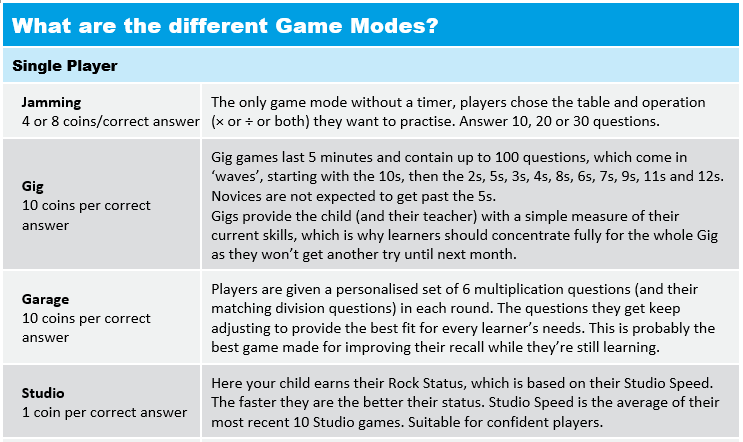 What are the different Game Modes?
Single Player
Jamming
4 or 8 coins/correct answer
The only game mode without a timer, players chose the table and operation
(× or ÷ or both) they want to practise. Answer 10, 20 or 30 questions.
Gig
10 coins per correct
answer
Gig games last 5 minutes and contain up to 100 questions, which come in
‘waves’, starting with the 10s, then the 2s, 5s, 3s, 4s, 8s, 6s, 7s, 9s, 11s and 12s.
Novices are not expected to get past the 5s.
Gigs provide the child (and their teacher) with a simple measure of their
current skills, which is why learners should concentrate fully for the whole Gig
as they won’t get another try until next month.
Garage
10 coins per correct
answer
Players are given a personalised set of 6 multiplication questions (and their
matching division questions) in each round. The questions they get keep
adjusting to provide the best fit for every learner’s needs. This is probably the
best game made for improving their recall while they’re still learning.
Studio
1 coin per correct answer
Here your child earns their Rock Status, which is based on their Studio Speed.
The faster they are the better their status. Studio Speed is the average of their
most recent 10 Studio games. Suitable for confident players.